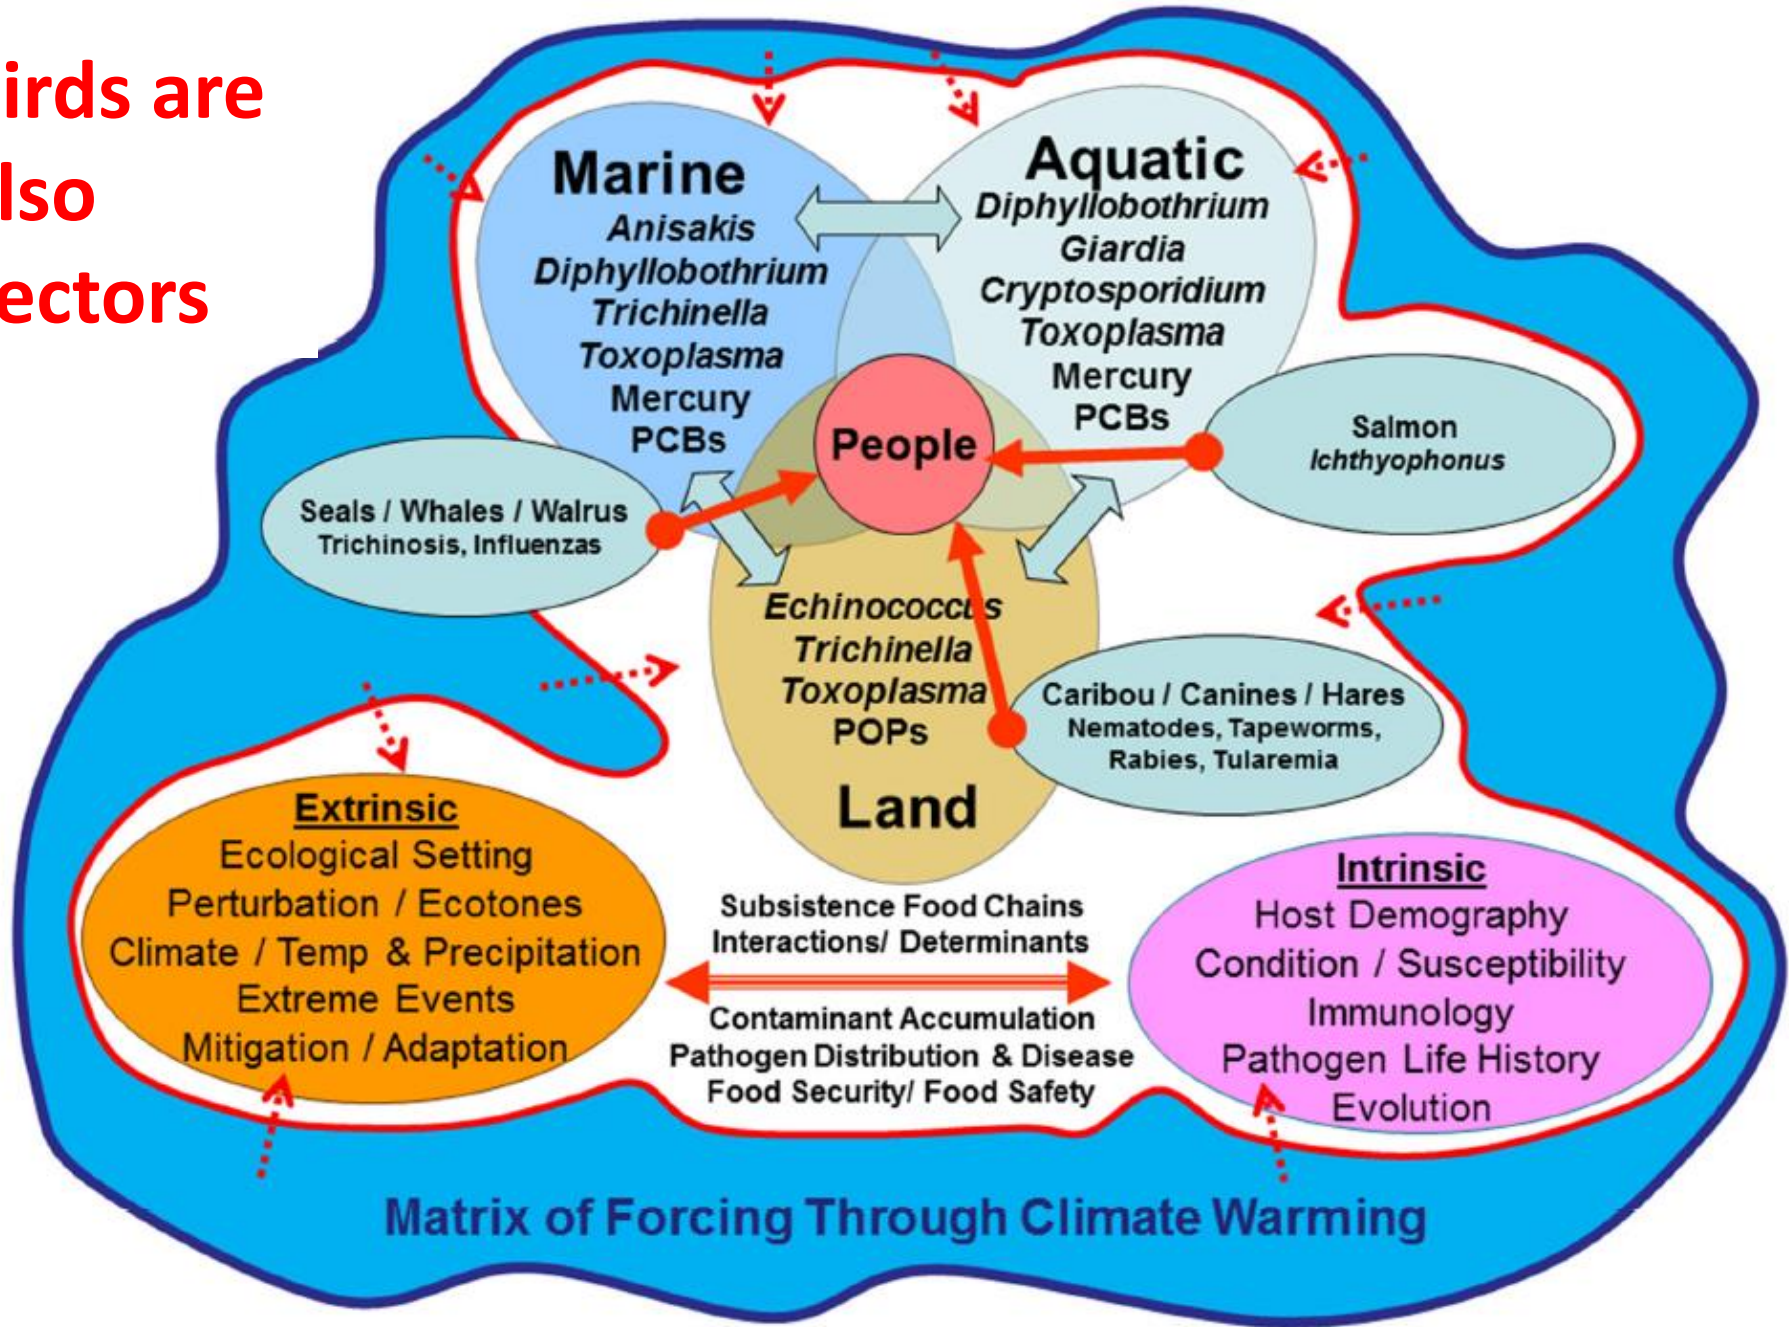 irds are
lso
ectors
Marine
Anisakis
Diphyllobothrium
Trichinella
Toxoplasma
Mercury
PCBs
Aquatic
Diphyllobothrium
Giardia
Cryptosporidium
Toxoplasma
Mercury
PCBs
People
Salmon
Ichthyophonus
Seals / Whales / Walrus
Trichinosis, Influenzas
Echinococcus
Trichinella
Toxoplasma
POPs
Land
Caribou / Canines / Hares
Nematodes, Tapeworms,
Rabies, Tularemia
Extrinsic
Ecological Setting
Perturbation / Ecotones
Climate / Temp & Precipitation
Extreme Events
Mitigation / Adaptation
Subsistence Food Chains
Interactions/ Determinants
Contaminant Accumulation
Pathogen Distribution & Disease
Food Security/ Food Safety
Intrinsic
Host Demography
Condition / Susceptibility
Immunology
Pathogen Life History
Evolution
Matrix of Forcing Through Climate Warming